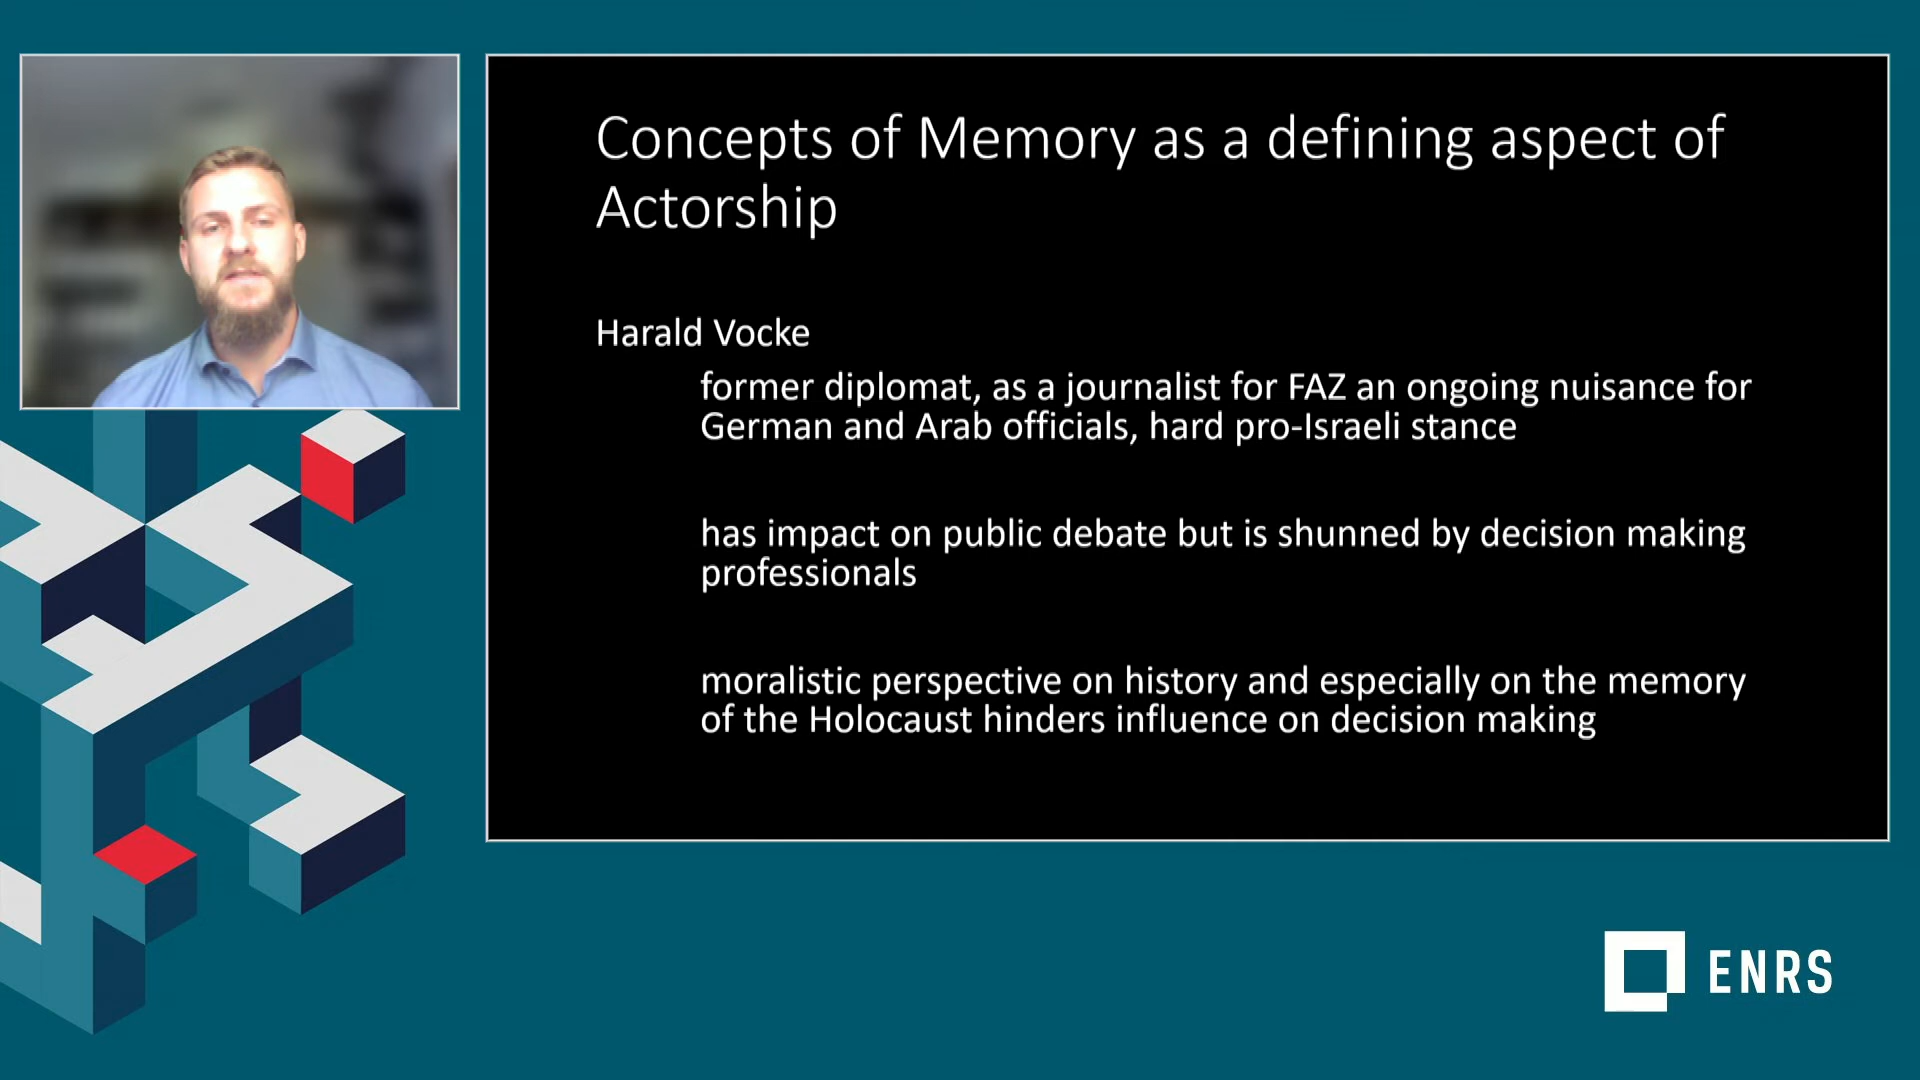 Concepts of Memory as a defining aspect of
Actorship
Harald Vocke
former diplomat, as a journalist for FAZ an ongoing nuisance for
German and Arab officials, hard pro-Israeli stance
has impact on public debate but is shunned by decision making
professionals
moralistic perspective on history and especially on the memory
of the Holocaust hinders influence on decision making
ENRS